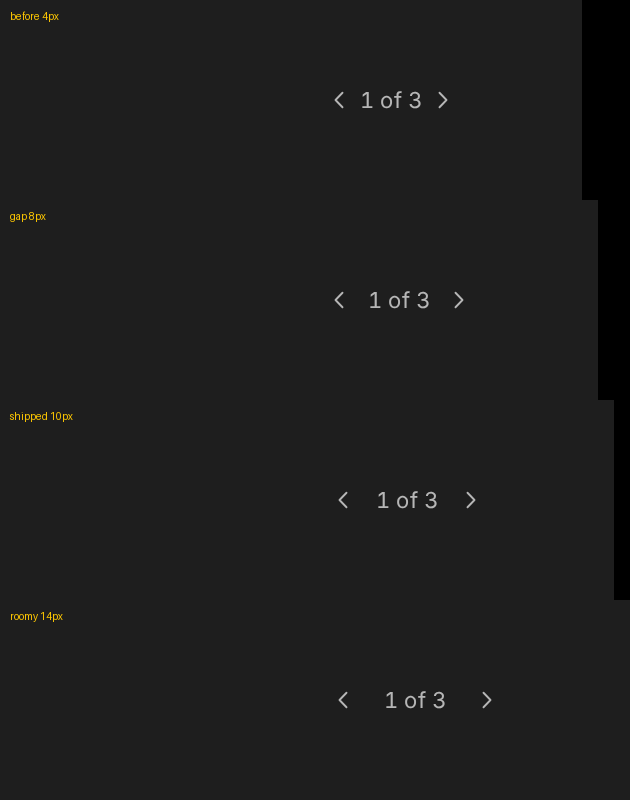 before 4px
1 of 3
gap 8px
1 of 3
shipped 10px
1 of 3
roomy 14px
1 of 3